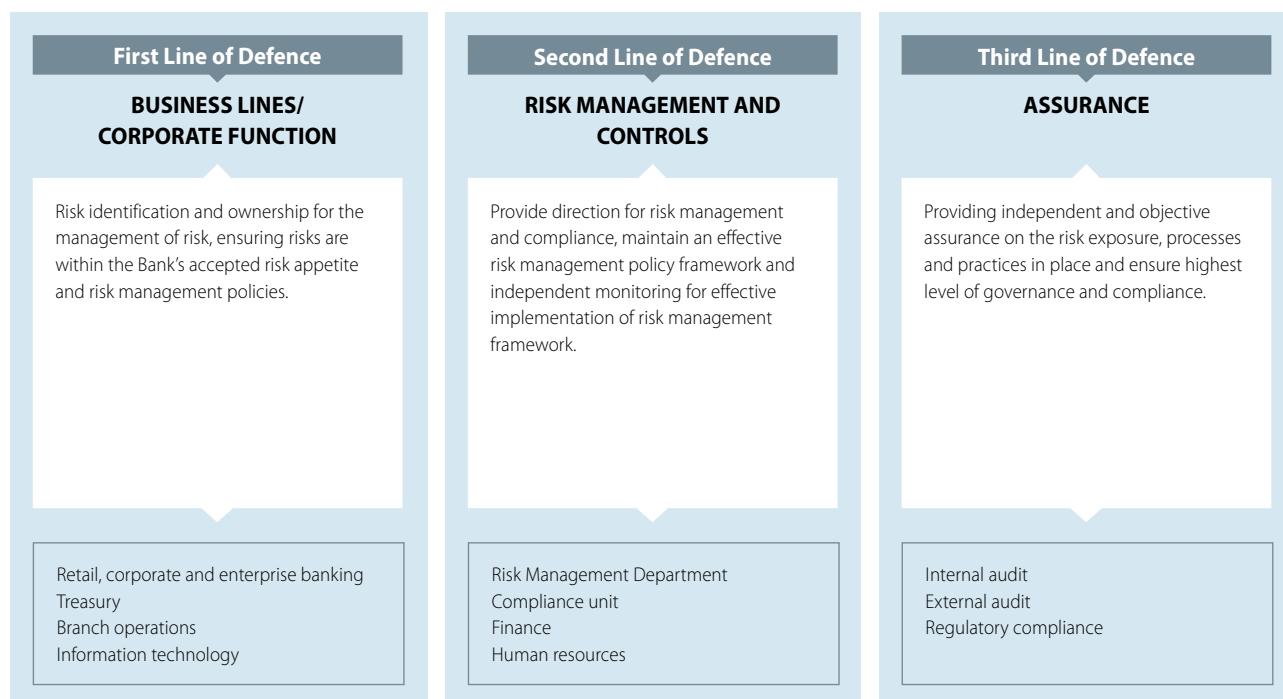 First Line of Defence
BUSINESS LINES/
CORPORATE FUNCTION
Risk identification and ownership for the
management of risk, ensuring risks are
within the Bank's accepted risk appetite
and risk management policies.
Retail, corporate and enterprise banking
Treasury
Branch operations
Information technology
Second Line of Defence
RISK MANAGEMENT AND
CONTROLS
Provide direction for risk management
and compliance, maintain an effective
risk management policy framework and
independent monitoring for effective
implementation of risk management
framework.
Risk Management Department
Compliance unit
Finance
Human resources
Third Line of Defence
ASSURANCE
Providing independent and objective
assurance on the risk exposure, processes
and practices in place and ensure highest
level of governance and compliance.
Internal audit
External audit
Regulatory compliance